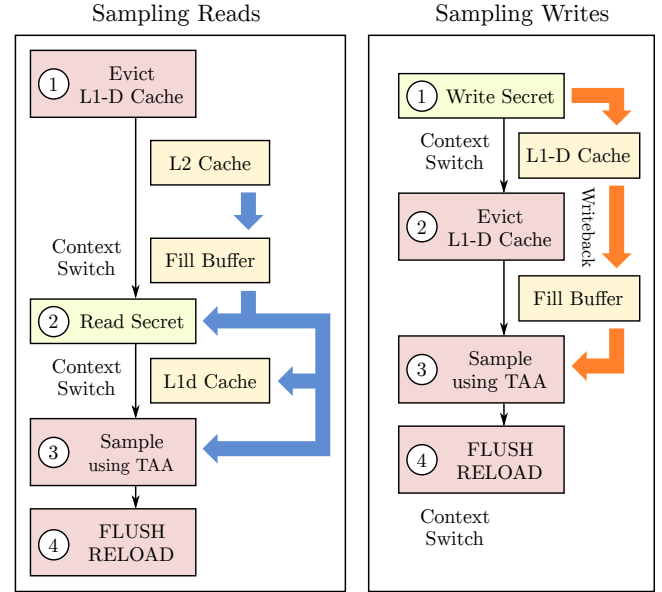 Sampling Reads
1
Evict
L1-D Cache
L2 Cache
Fill Buffer
Context
Switch
2
Read Secret
Context
Switch
L1d Cache
3
Sample
using TAA
4
FLUSH
RELOAD
Sampling Writes
1
Write Secret
Context
Switch
L1-D Cache
2
Evict
L1-D Cache
Writeback
Fill Buffer
3
Sample
using TAA
4
FLUSH
RELOAD
Context
Switch